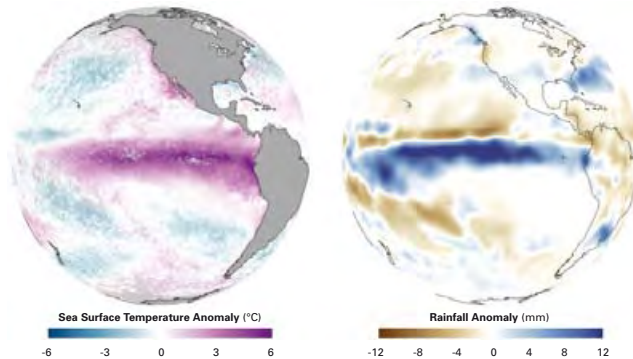 Sea Surface Temperature Anomaly (°C)
-6 -3 0 3 6
Rainfall Anomaly (mm)
-12 -8 -4 0 4 8 12